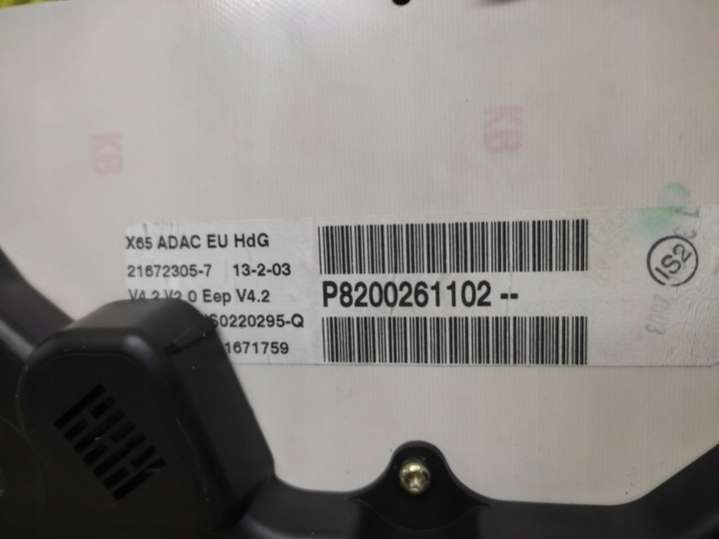 KB
KB
X65 ADAC EU HdG
21672305-7 13-2-03
V4.2 V2.0 Eep V4.2
S0220295-Q
1671759
P8200261102 --
IS2
2003